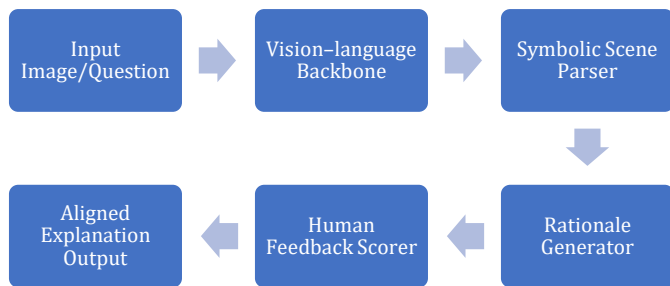 Input
Image/Question
Vision–language
Backbone
Symbolic Scene
Parser
Rationale
Generator
Human
Feedback Scorer
Aligned
Explanation
Output